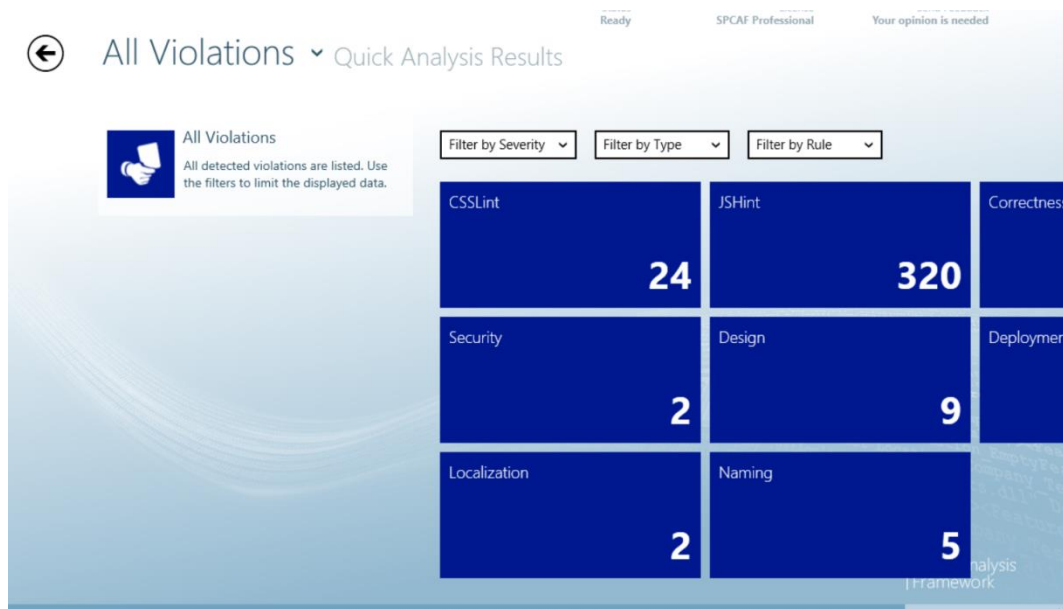 Ready
SPCAF Professional
Your opinion is needed
All Violations
Quick Analysis Results
All Violations
All detected violations are listed. Use
the filters to limit the displayed data.
Filter by Severity
Filter by Type
Filter by Rule
CSSLint
24
JSHint
320
Correctness
Security
2
Design
9
Localization
2
Naming
5
Framework